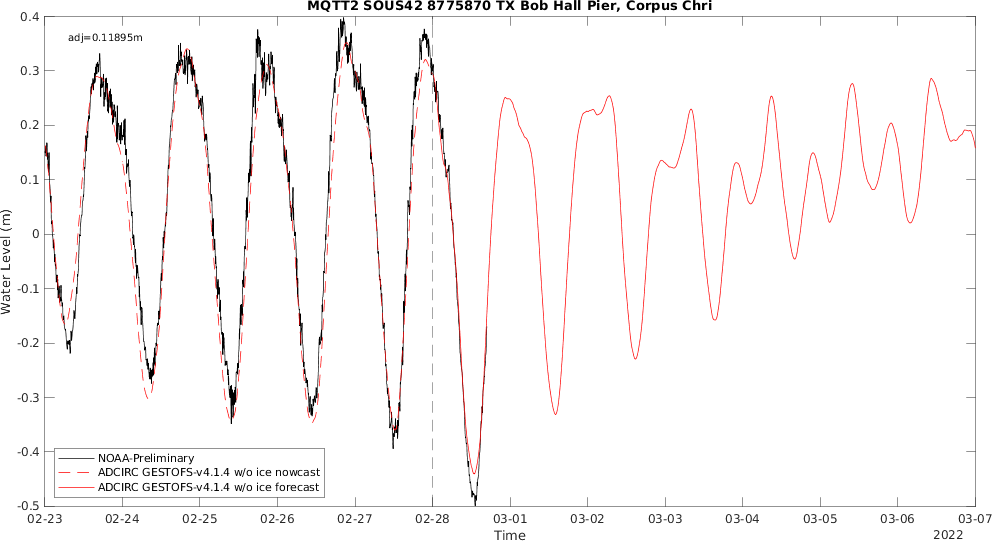 MQTT2 SOUS42 8775870 TX Bob Hall Pier, Corpus Chri
adj=0.11895m
0.4
0.3
0.2
0.1
0
-0.1
-0.2
-0.3
-0.4
-0.5
Water Level (m)
NOAA-Preliminary
ADCIRC GESTOFS-v4.1.4 w/o ice nowcast
ADCIRC GESTOFS-v4.1.4 w/o ice forecast
02-23 02-24 02-25 02-26 02-27 02-28 03-01 03-02 03-03 03-04 03-05 03-06 03-07
Time
2022